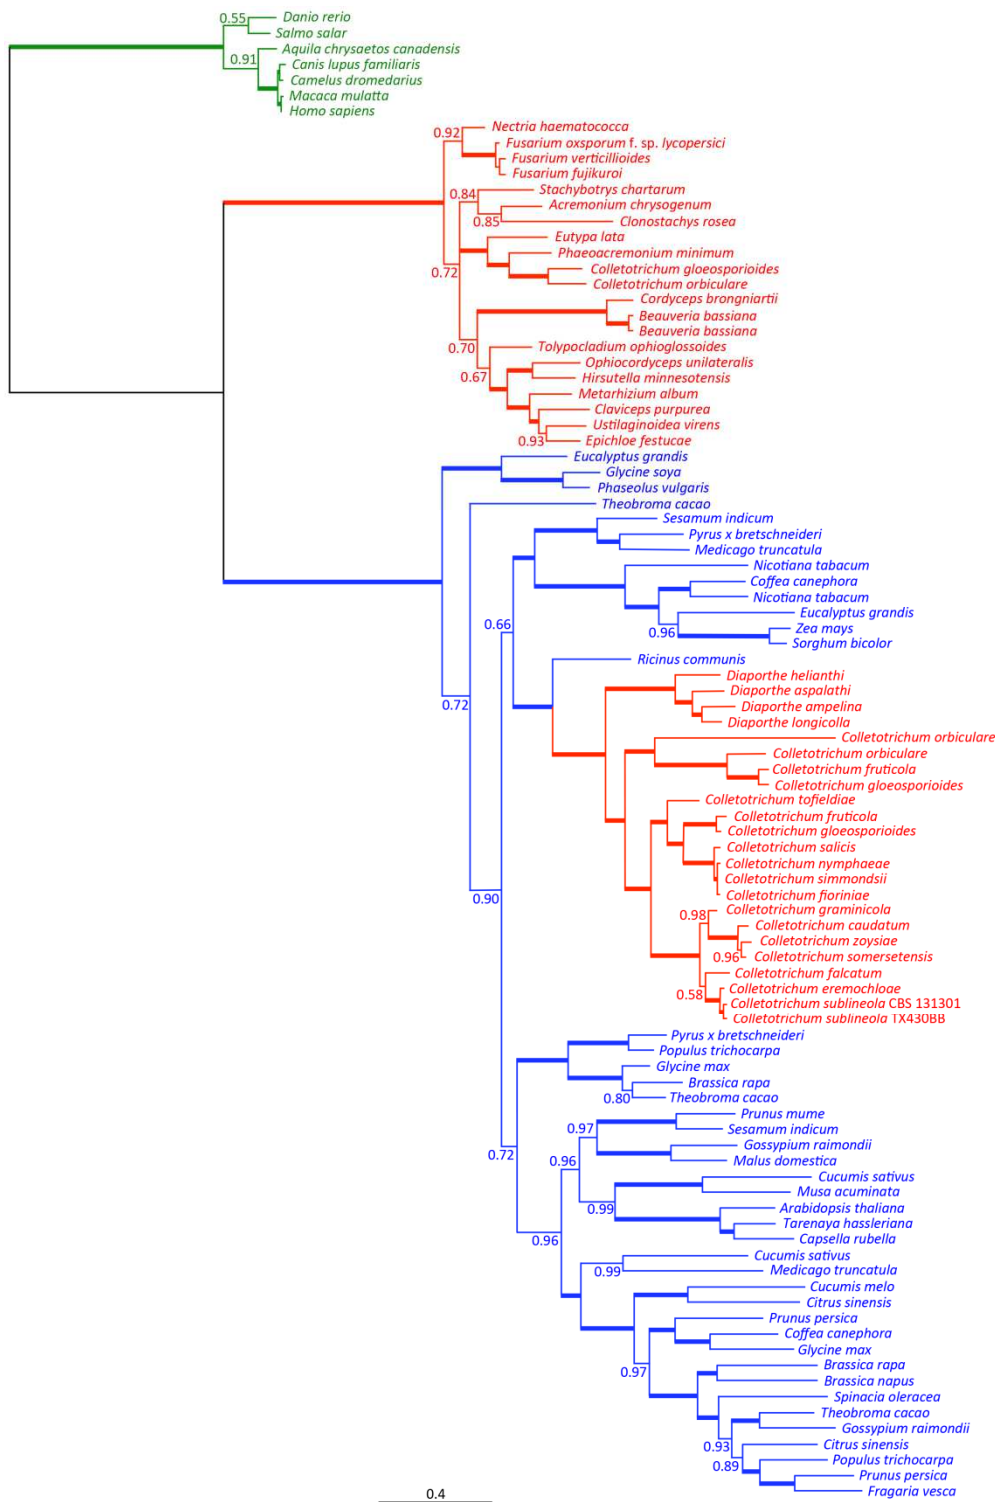 0.55
Danio rerio
Salmo salar
0.91
Aquila chrysaetos canadensis
Canis lupus familiaris
Camelus dromedarius
Macaca mulatta
Homo sapiens
0.92
Nectria haematococca
Fusarium oxsporum f. sp. lycopersici
Fusarium verticillioides
Fusarium fujikuroi
0.84
Stachybotrys chartarum
Acremonium chrysogenum
0.85
Clonostachys rosea
Eutypa lata
Phaeoacremonium minimum
0.72
Colletotrichum gloeosporioides
Colletotrichum orbiculare
Cordyceps brongniartii
Beauveria bassiana
Beauveria bassiana
0.70
Tolypocladium ophioglossoides
Ophiocordyceps unilateralis
0.67
Hirsutella minnesotensis
Metarhizium album
Claviceps purpurea
Ustilaginoidea virens
0.93
Epichloe festucae
Eucalyptus grandis
Glycine soya
Phaseolus vulgaris
Theobroma cacao
Sesamum indicum
Pyrus x bretschneideri
Medicago truncatula
Nicotiana tabacum
Coffea canephora
Nicotiana tabacum
Eucalyptus grandis
0.66
0.96
Zea mays
Sorghum bicolor
Ricinus communis
Diaporthe helianthi
Diaporthe aspalathi
0.72
Diaporthe ampelina
Diaporthe longicolla
Colletotrichum orbiculare
Colletotrichum orbiculare
Colletotrichum fruticola
Colletotrichum gloeosporioides
Colletotrichum tofieldiae
Colletotrichum fruticola
Colletotrichum gloeosporioides
Colletotrichum salicis
Colletotrichum nymphaeae
Colletotrichum simmondsii
0.90
Colletotrichum fioriniae
0.98
Colletotrichum graminicola
Colletotrichum caudatum
Colletotrichum zoysiae
0.96
Colletotrichum somersetensis
Colletotrichum falcatum
0.58
Colletotrichum eremochloae
Colletotrichum sublineola CBS 131301
Colletotrichum sublineola TX430BB
Pyrus x bretschneideri
Populus trichocarpa
Glycine max
Brassica rapa
0.80
Theobroma cacao
Prunus mume
0.97
Sesamum indicum
Gossypium raimondii
0.72
0.96
Malus domestica
Cucumis sativus
Musa acuminata
0.99
Arabidopsis thaliana
Tarenaya hassleriana
0.96
Capsella rubella
Cucumis sativus
0.99
Medicago truncatula
Cucumis melo
Citrus sinensis
Prunus persica
Coffea canephora
Glycine max
0.97
Brassica rapa
Brassica napus
Spinacia oleracea
Theobroma cacao
Gossypium raimondii
0.93
Citrus sinensis
0.89
Populus trichocarpa
Prunus persica
Fragaria vesca
0.4